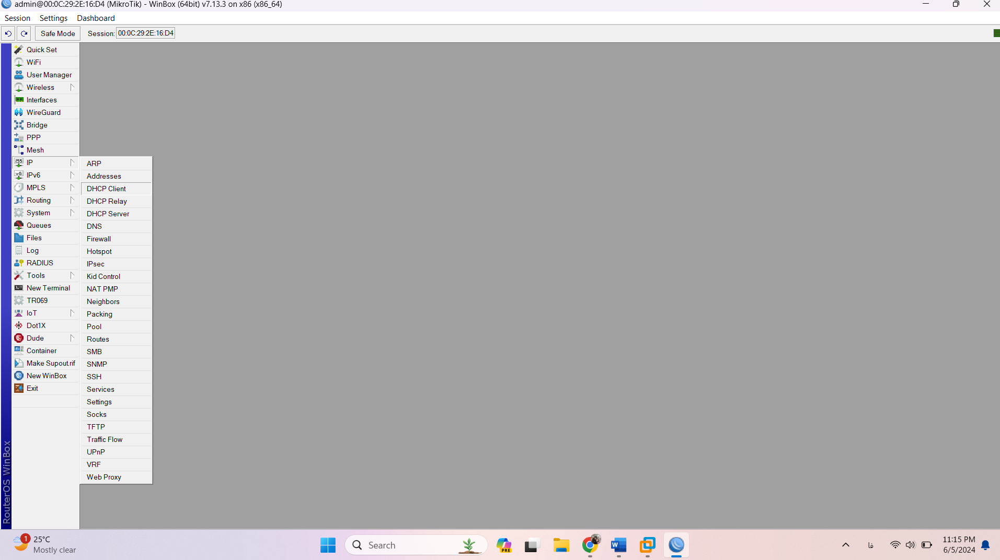 admin@00:0C:29:2E:16:D4 (MikroTik) - WinBox (64bit) v7.13.3 on x86 (x86_64)
Session Settings Dashboard
Safe Mode Session: 00:0C:29:2E:16:D4
Quick Set
WiFi
User Manager
Wireless
Interfaces
WireGuard
Bridge
PPP
Mesh
255 IP
v6 IPv6
MPLS
Routing
System
Queues
Files
Log
RADIUS
Tools
New Terminal
TR069
IoT
Dot1X
Dude
Container
Make Supout.rif
New WinBox
Exit
ARP
Addresses
DHCP Client
DHCP Relay
DHCP Server
DNS
Firewall
Hotspot
IPsec
Kid Control
NAT PMP
Neighbors
Packing
Pool
Routes
SMB
SNMP
SSH
Services
Settings
Socks
TFTP
Traffic Flow
UPnP
VRF
Web Proxy
RouterOS WinBox
1
25°C
Mostly clear
Search
PRE
W
فا
11:15 PM
6/5/2024